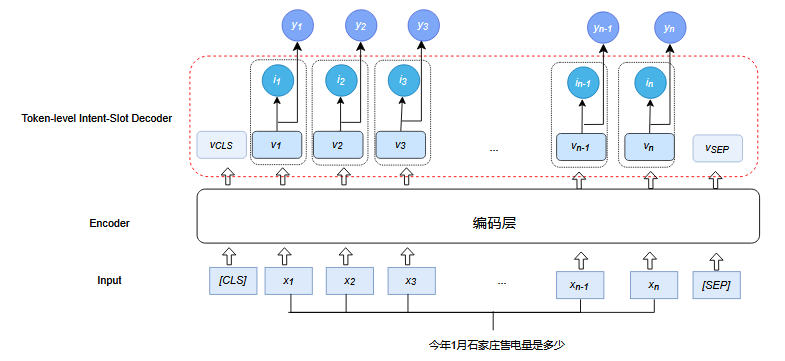 y1 y2 y3 yn-1 yn
i1 i2 i3 in-1 in
Token-level Intent-Slot Decoder
vCLS v1 v2 v3 ... vn-1 vn vSEP
Encoder
编码层
Input
[CLS] x1 x2 x3 ... xn-1 xn [SEP]
今年1月石家庄售电量是多少